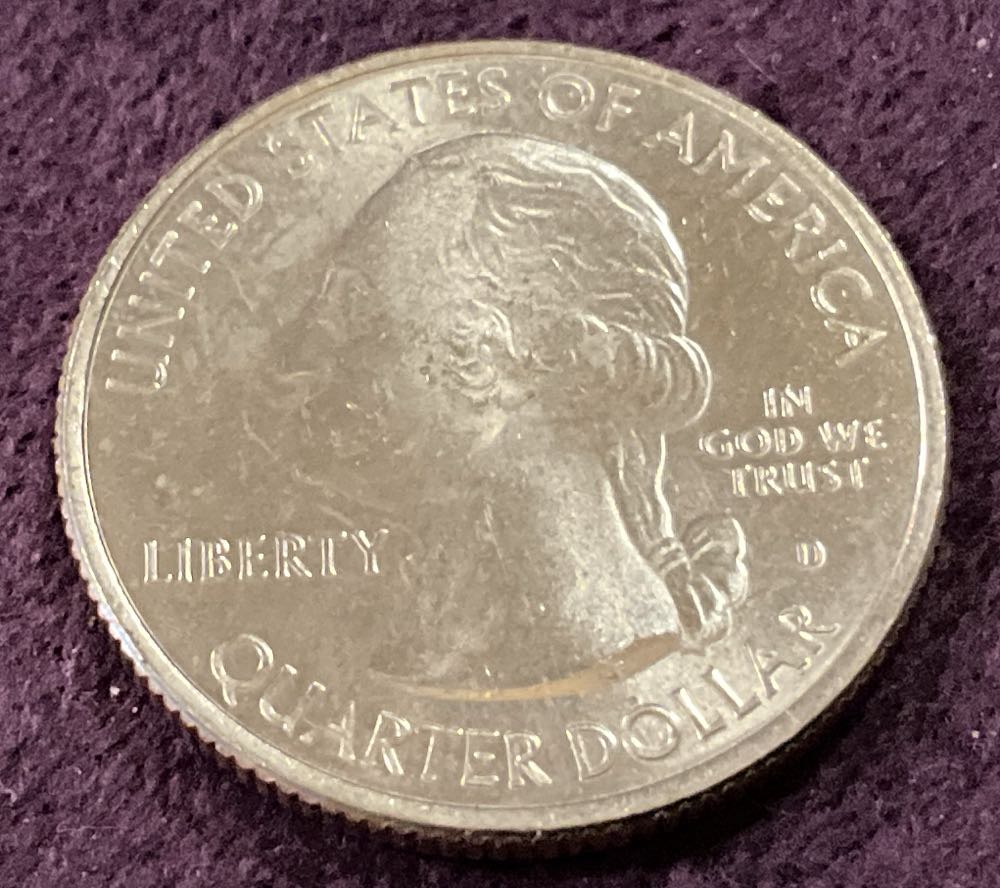 UNITED STATES OF AMERICA
LIBERTY
IN
GOD WE
TRUST
D
QUARTER DOLLAR